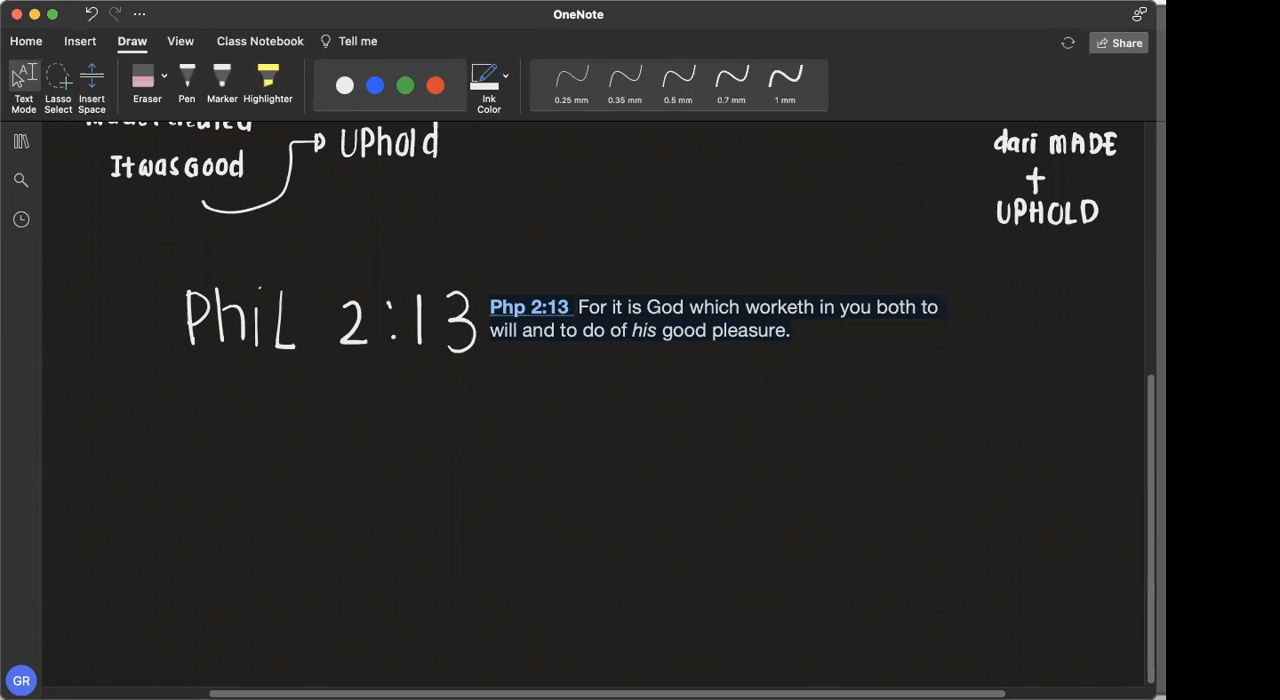 OneNote
Home Insert Draw View Class Notebook Tell me
Share
Text Mode
Lasso Select
Insert Space
Eraser
Pen
Marker
Highlighter
Ink Color
0.25 mm
0.35 mm
0.5 mm
0.7 mm
1 mm
It was Good
UPhold
dari MADE
+
UPHOLD
PhiL 2:13
Php 2:13 For it is God which worketh in you both to
will and to do of his good pleasure.
GR